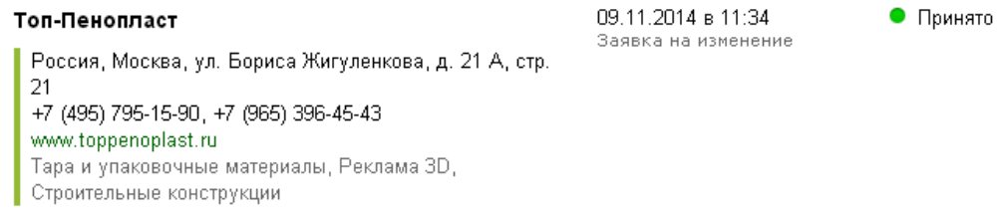 Топ-Пенопласт
09.11.2014 в 11:34
Принято
Заявка на изменение
Россия, Москва, ул. Бориса Жигуленкова, д. 21 А, стр.
21
+7 (495) 795-15-90, +7 (965) 396-45-43
www.toppenoplast.ru
Тара и упаковочные материалы, Реклама 3D,
Строительные конструкции